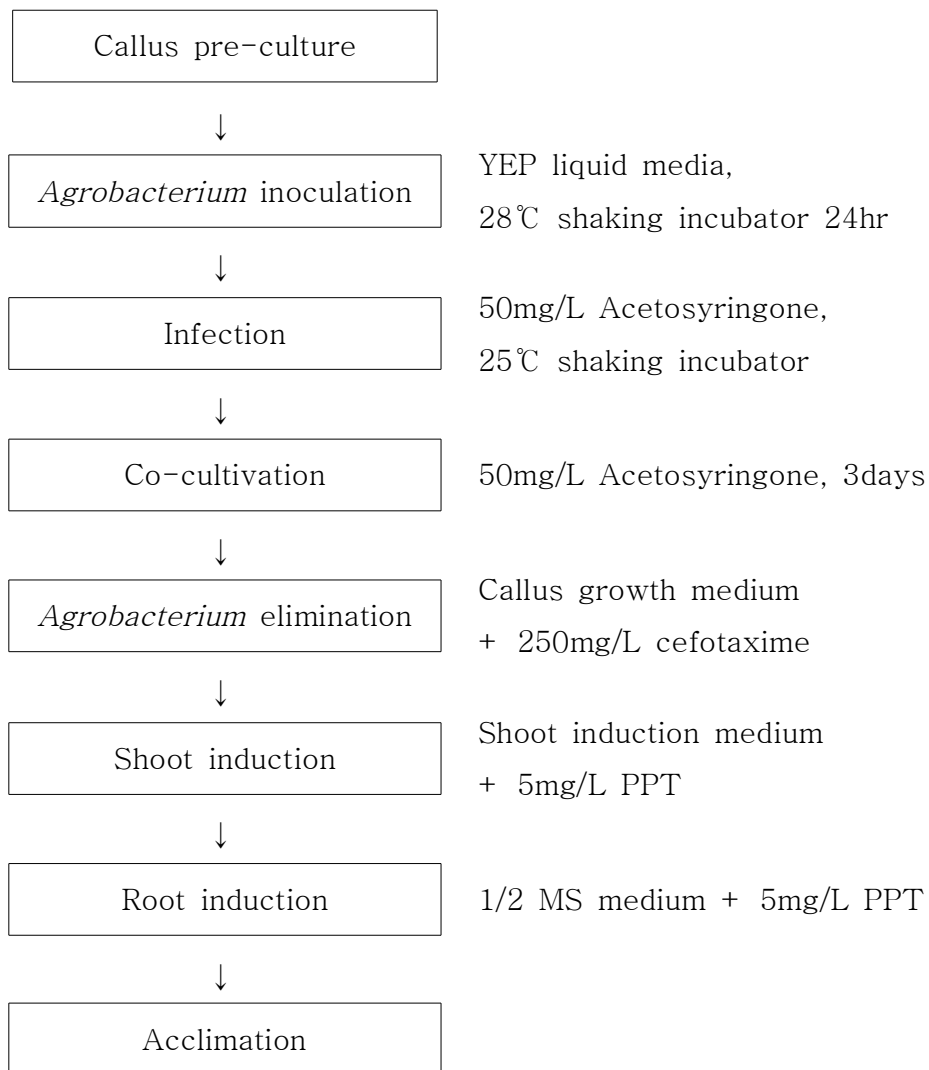 Callus pre-culture
↓
Agrobacterium inoculation
YEP liquid media,
28℃ shaking incubator 24hr
↓
Infection
50mg/L Acetosyringone,
25℃ shaking incubator
↓
Co-cultivation
50mg/L Acetosyringone, 3days
↓
Agrobacterium elimination
Callus growth medium
+ 250mg/L cefotaxime
↓
Shoot induction
Shoot induction medium
+ 5mg/L PPT
↓
Root induction
1/2 MS medium + 5mg/L PPT
↓
Acclimation